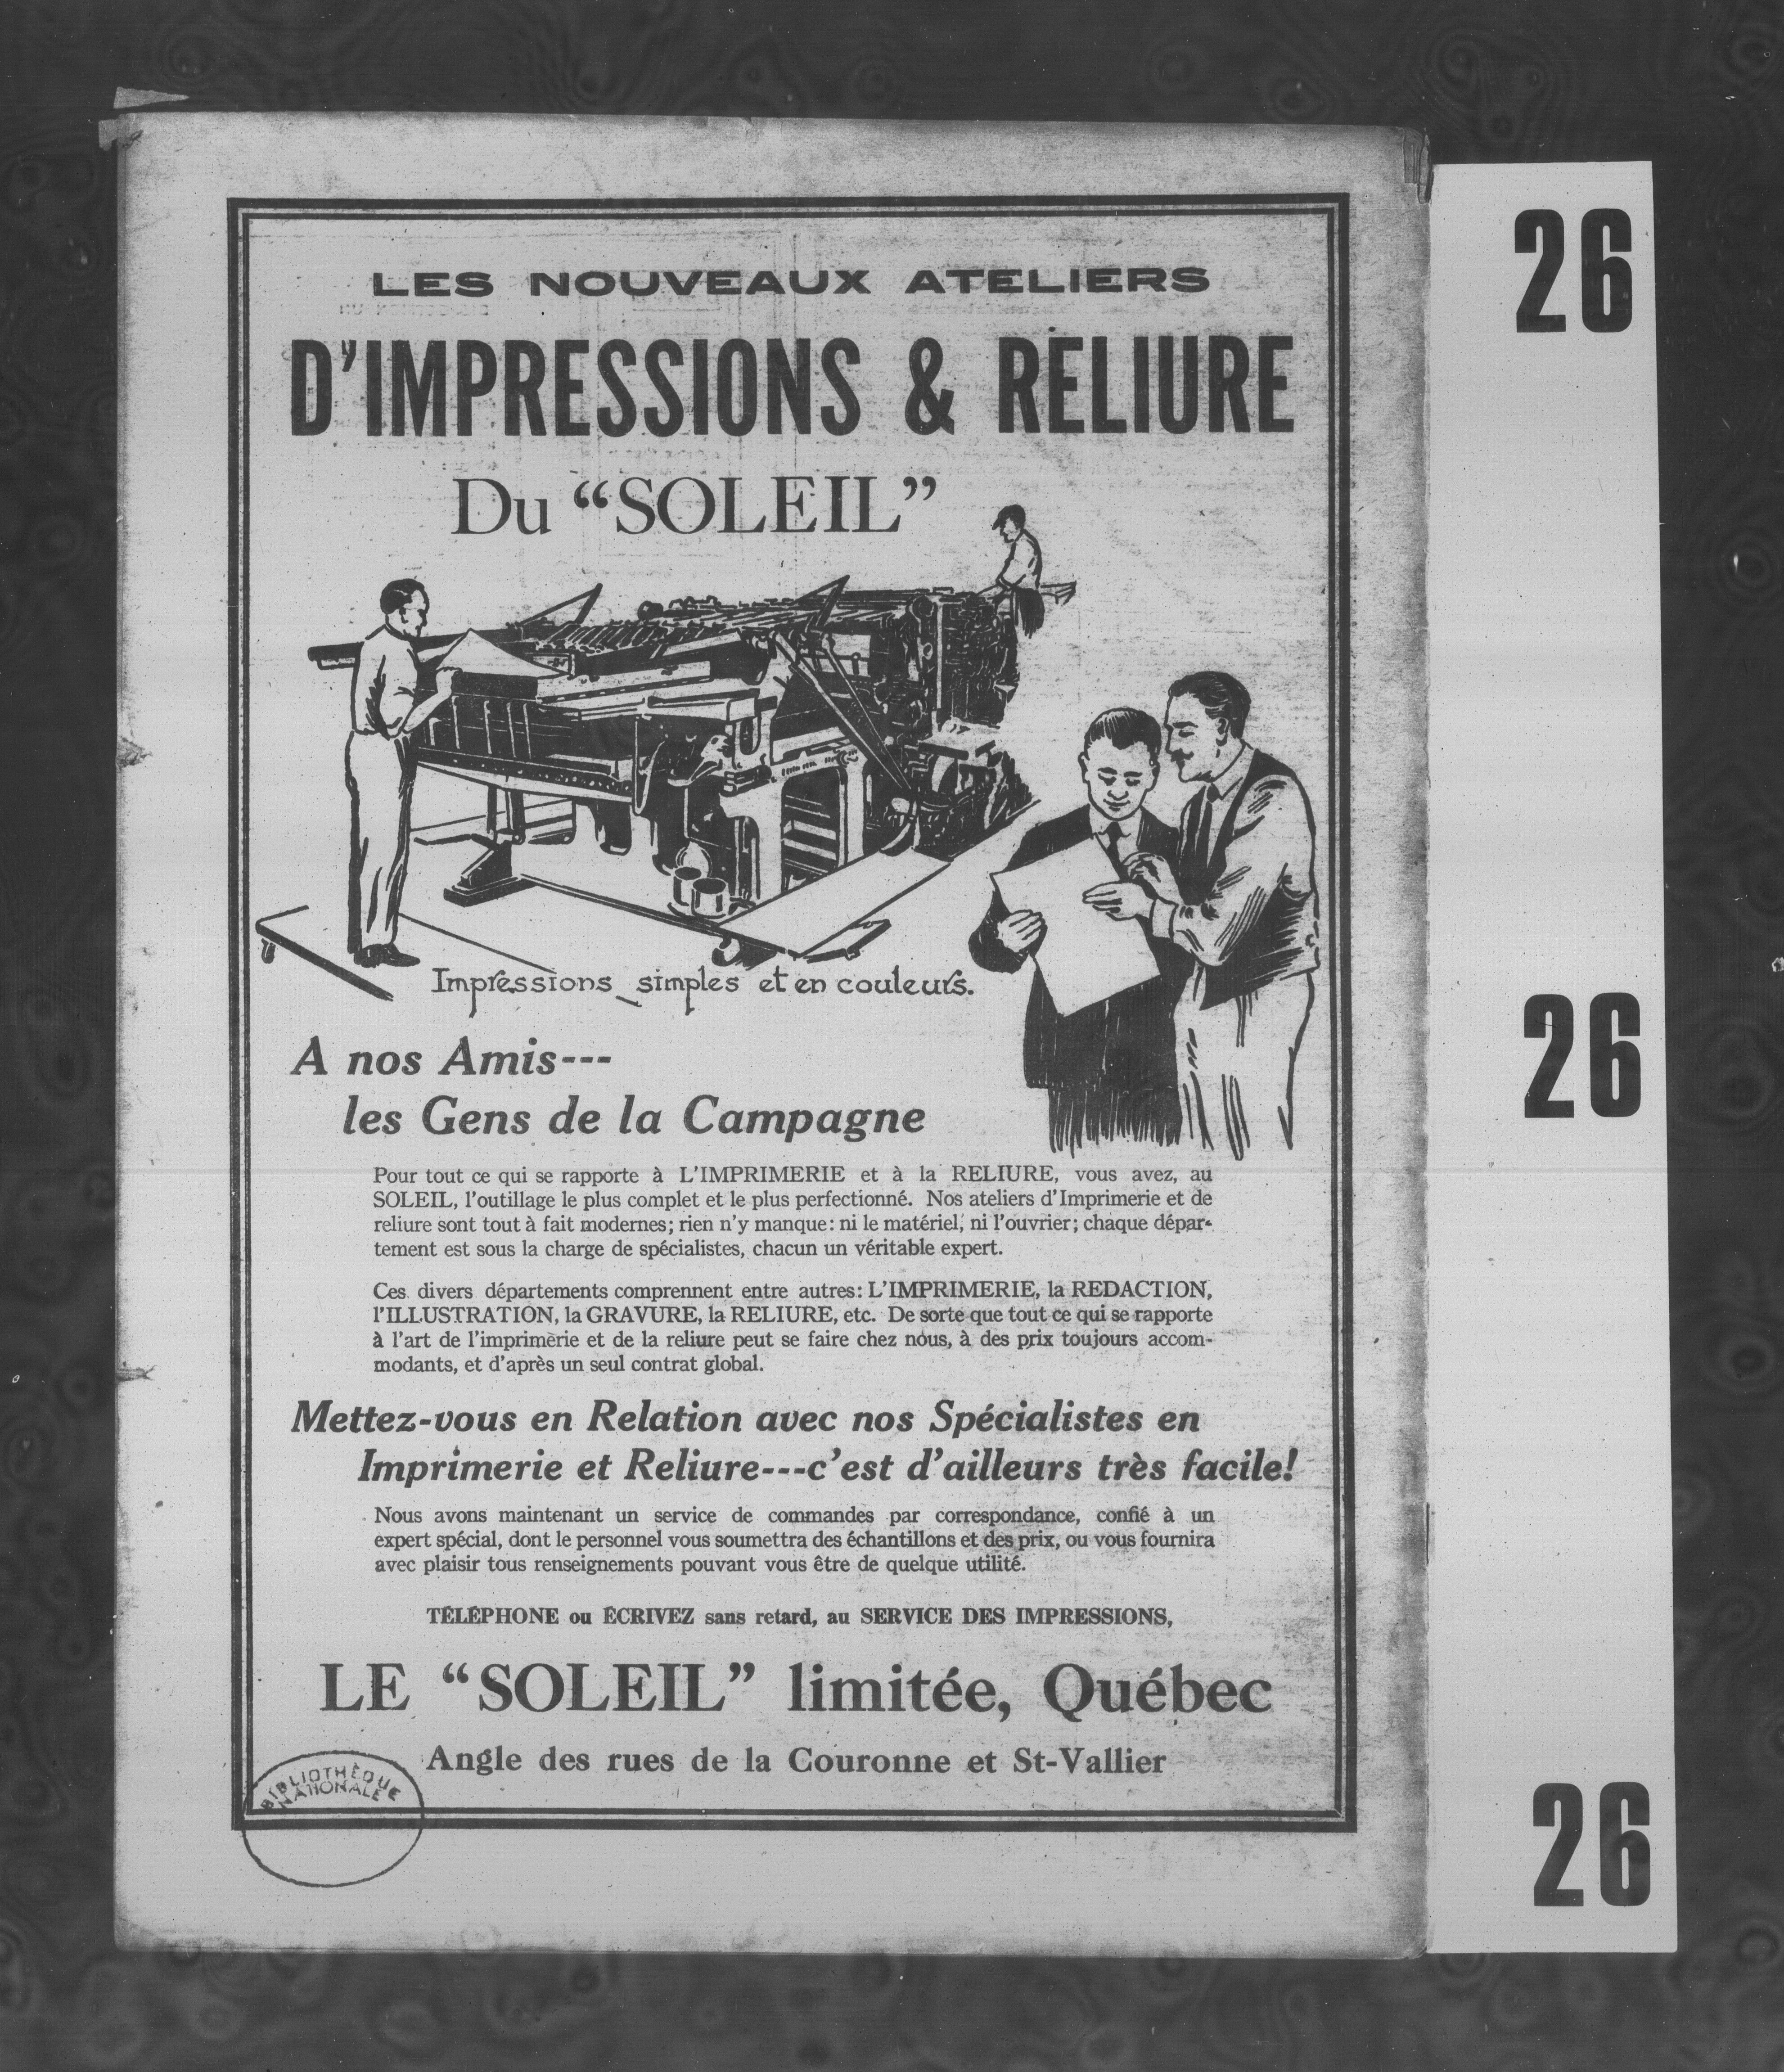 LES NOUVEAUX ATELIERS
D'IMPRESSIONS & RELIURE
Du “SOLEIL”
Impressions simples et en couleurs.
A nos Amis---
les Gens de la Campagne
Pour tout ce qui se rapporte à L'IMPRIMERIE et à la RELIURE, vous avez, au
SOLEIL, l'outillage le plus complet et le plus perfectionné. Nos ateliers d'Imprimerie et de
reliure sont tout à fait modernes; rien n'y manque: ni le matériel, ni l'ouvrier; chaque dépar-
tement est sous la charge de spécialistes, chacun un véritable expert.
Ces divers départements comprennent entre autres: L'IMPRIMERIE, la REDACTION,
l'ILLUSTRATION, la GRAVURE, la RELIURE, etc. De sorte que tout ce qui se rapporte
à l'art de l'imprimerie et de la reliure peut se faire chez nous, à des prix toujours accom-
modants, et d'après un seul contrat global.
Mettez-vous en Relation avec nos Spécialistes en
Imprimerie et Reliure---c'est d'ailleurs très facile!
Nous avons maintenant un service de commandes par correspondance, confié à un
expert spécial, dont le personnel vous soumettra des échantillons et des prix, ou vous fournira
avec plaisir tous renseignements pouvant vous être de quelque utilité.
TÉLÉPHONE ou ÉCRIVEZ sans retard, au SERVICE DES IMPRESSIONS,
LE “SOLEIL” limitée, Québec
Angle des rues de la Couronne et St-Vallier
BIBLIOTHÈQUE
NATIONALE
26
26
26